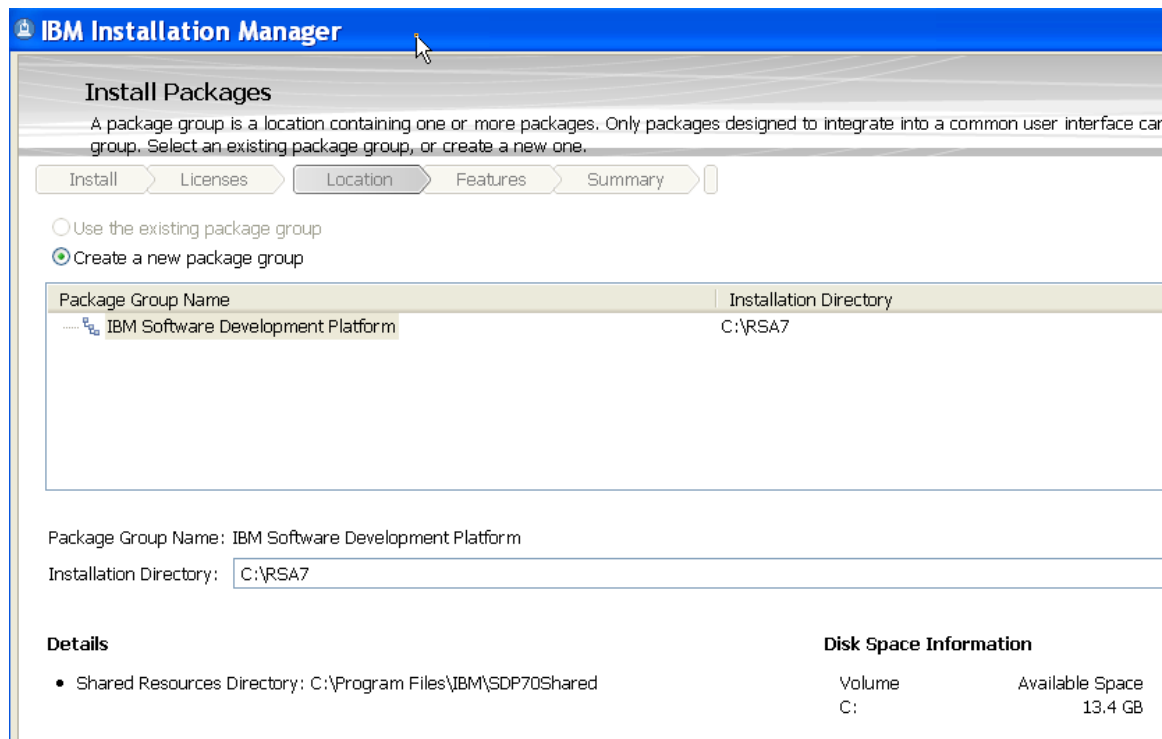 IBM Installation Manager
Install Packages
A package group is a location containing one or more packages. Only packages designed to integrate into a common user interface can
group. Select an existing package group, or create a new one.
Install Licenses Location Features Summary
Use the existing package group
Create a new package group
Package Group Name Installation Directory
IBM Software Development Platform C:\RSA7
Package Group Name: IBM Software Development Platform
Installation Directory: C:\RSA7
Details Disk Space Information
• Shared Resources Directory: C:\Program Files\IBM\SDP70Shared Volume Available Space
C: 13.4 GB